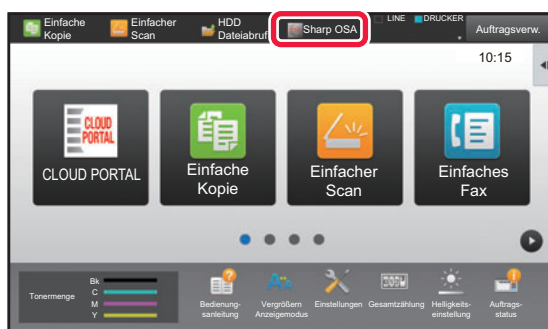 Einfache
Kopie
Einfacher
Scan
HDD
Dateiabruf
Sharp OSA
LINE
DRUCKER
Auftragsverw.
10:15
CLOUD
PORTAL
CLOUD PORTAL
Einfache
Kopie
Einfacher
Scan
Einfaches
Fax
Tonermenge
Bk
C
M
Y
Bedienung-
sanleitung
Vergrößern
Anzeigemodus
Einstellungen
Gesamtzählung
Helligkeits-
einstellung
Auftrags-
status